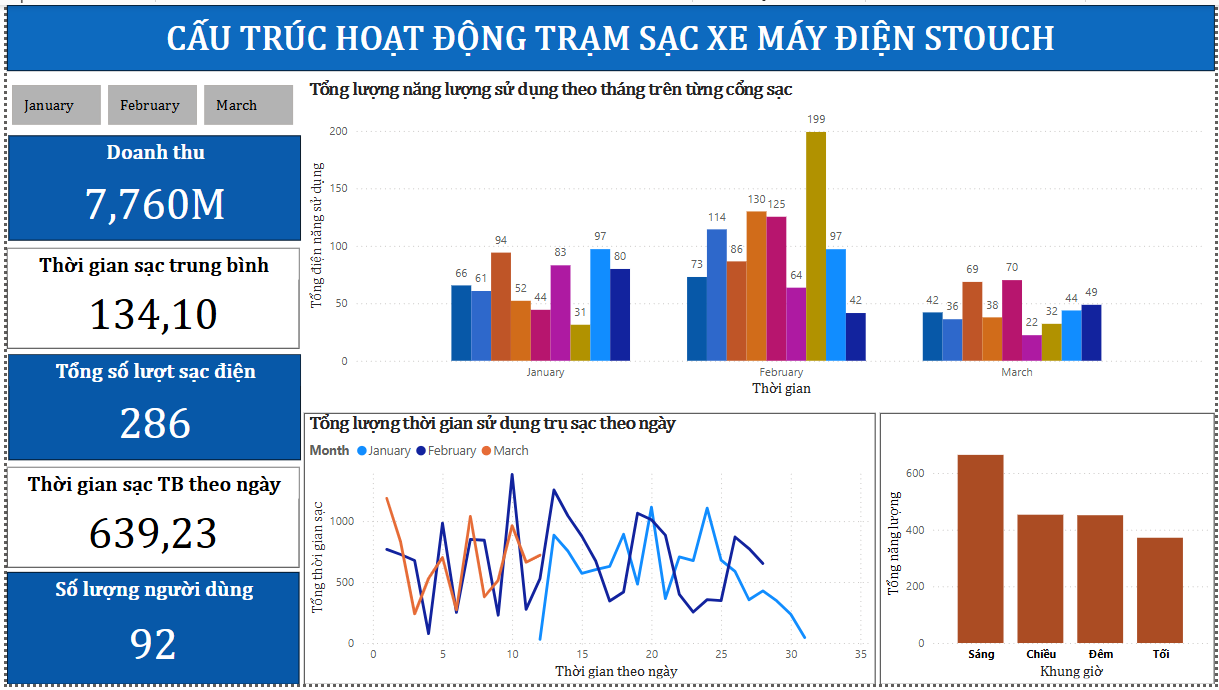 CẤU TRÚC HOẠT ĐỘNG TRẠM SẠC XE MÁY ĐIỆN STOUCH
January
February
March
Doanh thu
7,760M
Thời gian sạc trung bình
134,10
Tổng số lượt sạc điện
286
Thời gian sạc TB theo ngày
639,23
Số lượng người dùng
92
Tổng lượng năng lượng sử dụng theo tháng trên từng cổng sạc
Tổng điện năng sử dụng
200
150
100
50
0
66
61
94
52
44
83
31
97
80
73
114
86
130
125
64
199
97
42
42
36
69
38
70
22
32
44
49
January
February
March
Thời gian
Tổng lượng thời gian sử dụng trụ sạc theo ngày
Month
January
February
March
Tổng thời gian sạc
1000
500
0
0
5
10
15
20
25
30
35
Thời gian theo ngày
Tổng năng lượng
600
400
200
0
Sáng
Chiều
Đêm
Tối
Khung giờ